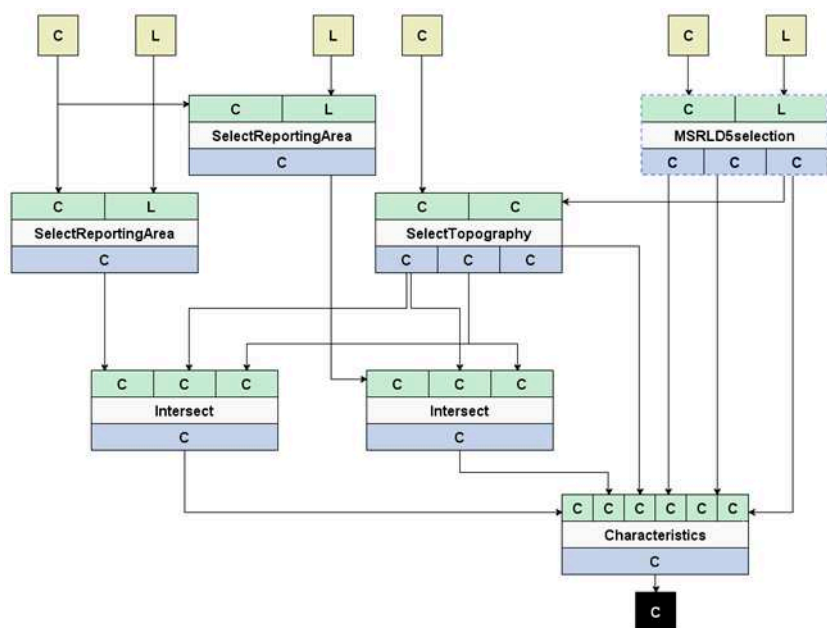 C L L C C L
C L
SelectReportingArea
C
C L
MSRLD5selection
C C C
C L
SelectReportingArea
C
C C
SelectTopography
C C C
C C C
Intersect
C
C C C
Intersect
C
C C C C C C
Characteristics
C
C